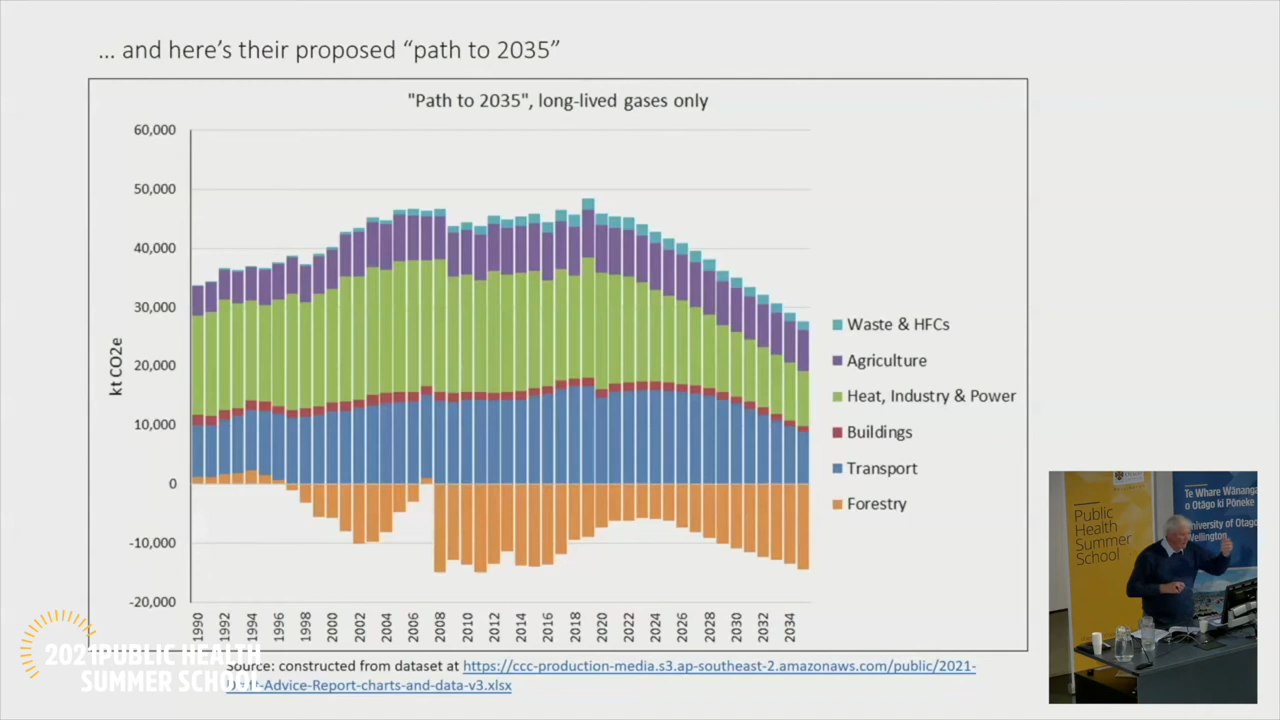 ... and here's their proposed “path to 2035”
"Path to 2035", long-lived gases only
60,000
50,000
40,000
30,000
20,000
10,000
0
-10,000
-20,000
kt CO2e
1990
1992
1994
1996
1998
2000
2002
2004
2006
2008
2010
2012
2014
2016
2018
2020
2022
2024
2026
2028
2030
2032
2034
Waste & HFCs
Agriculture
Heat, Industry & Power
Buildings
Transport
Forestry
Source: constructed from dataset at https://ccc-production-media.s3.ap-southeast-2.amazonaws.com/public/2021-
-Advice-Report-charts-and-data-v3.xlsx
2021PUBLIC HEALTH
SUMMER SCHOOL
Public
Health
Summer
School
Te Whare Wānanga
o Otāgo ki Pōneke
University of Otago
Wellington